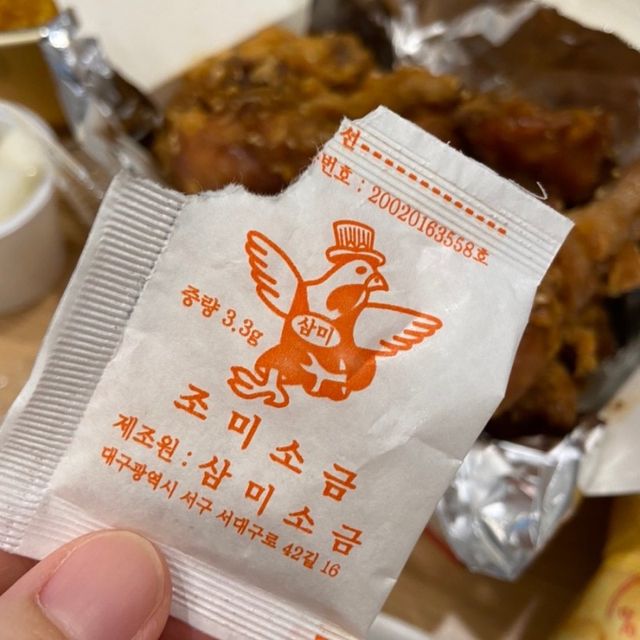 선
번호 : 20020163558호
삼미
중량 3.3g
조미소금
제조원 : 삼미소금
대구광역시 서구 서대구로 42길 16